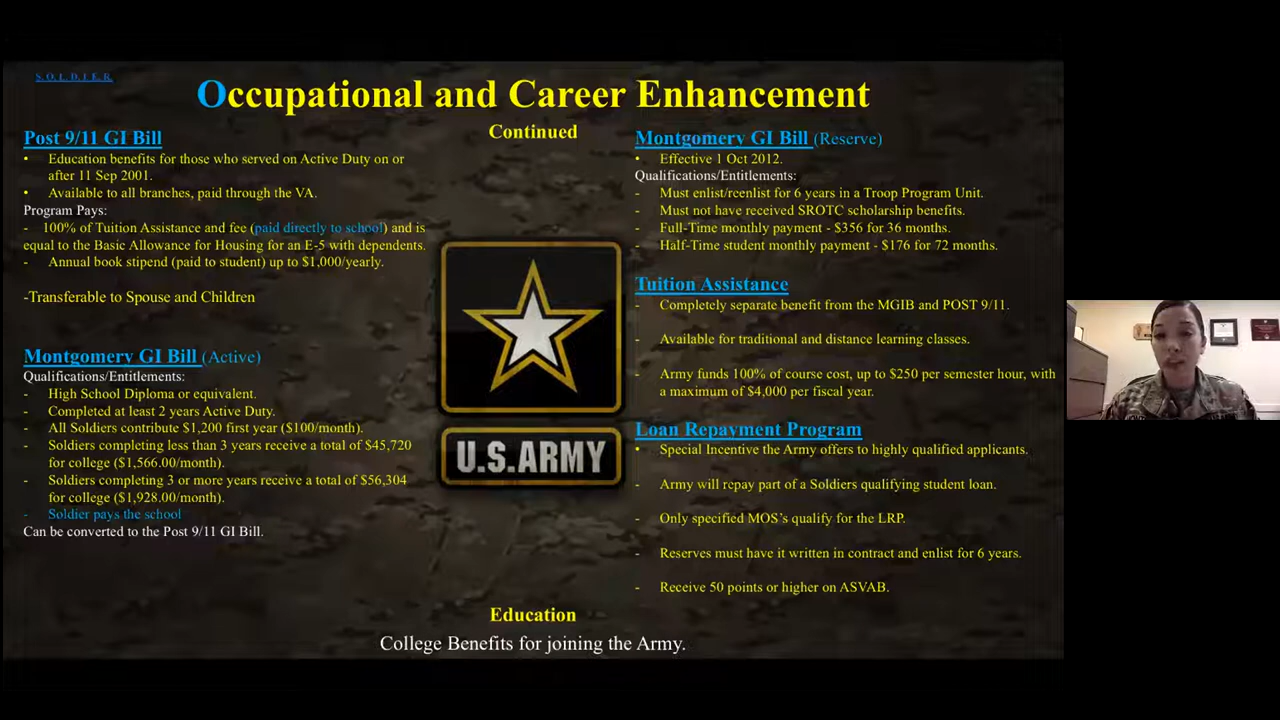 S.O.L.D.I.E.R.
Occupational and Career Enhancement
Continued
Post 9/11 GI Bill
• Education benefits for those who served on Active Duty on or
after 11 Sep 2001.
• Available to all branches, paid through the VA.
Program Pays:
- 100% of Tuition Assistance and fee (paid directly to school) and is
equal to the Basic Allowance for Housing for an E-5 with dependents.
- Annual book stipend (paid to student) up to $1,000/yearly.
-Transferable to Spouse and Children
Montgomery GI Bill (Active)
Qualifications/Entitlements:
- High School Diploma or equivalent.
- Completed at least 2 years Active Duty.
- All Soldiers contribute $1,200 first year ($100/month).
- Soldiers completing less than 3 years receive a total of $45,720
for college ($1,566.00/month).
- Soldiers completing 3 or more years receive a total of $56,304
for college ($1,928.00/month).
- Soldier pays the school
Can be converted to the Post 9/11 GI Bill.
U.S.ARMY
Montgomery GI Bill (Reserve)
• Effective 1 Oct 2012.
Qualifications/Entitlements:
- Must enlist/reenlist for 6 years in a Troop Program Unit.
- Must not have received SROTC scholarship benefits.
- Full-Time monthly payment - $356 for 36 months.
- Half-Time student monthly payment - $176 for 72 months.
Tuition Assistance
- Completely separate benefit from the MGIB and POST 9/11.
- Available for traditional and distance learning classes.
- Army funds 100% of course cost, up to $250 per semester hour, with
a maximum of $4,000 per fiscal year.
Loan Repayment Program
• Special Incentive the Army offers to highly qualified applicants.
- Army will repay part of a Soldiers qualifying student loan.
- Only specified MOS's qualify for the LRP.
- Reserves must have it written in contract and enlist for 6 years.
- Receive 50 points or higher on ASVAB.
Education
College Benefits for joining the Army.